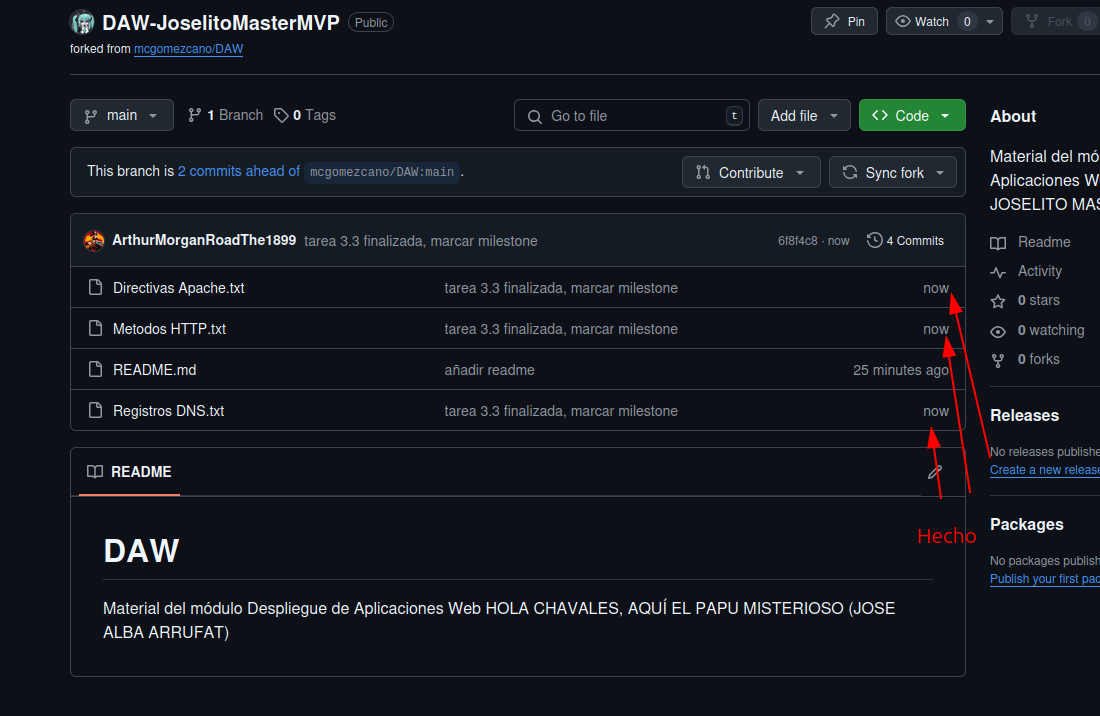 DAW-JoselitoMasterMVP Public
Pin
Watch 0
Fork 0
forked from mcgomezcano/DAW
main
1 Branch
0 Tags
Go to file t
Add file
Code
This branch is 2 commits ahead of mcgomezcano/DAW:main .
Contribute
Sync fork
ArthurMorganRoadThe1899 tarea 3.3 finalizada, marcar milestone 6f8f4c8 · now 4 Commits
Directivas Apache.txt tarea 3.3 finalizada, marcar milestone now
Metodos HTTP.txt tarea 3.3 finalizada, marcar milestone now
README.md añadir readme 25 minutes ago
Registros DNS.txt tarea 3.3 finalizada, marcar milestone now
README
Hecho
DAW
Material del módulo Despliegue de Aplicaciones Web HOLA CHAVALES, AQUÍ EL PAPU MISTERIOSO (JOSE
ALBA ARRUFAT)
About
Material del mó
Aplicaciones W
JOSELITO MAS
Readme
Activity
0 stars
0 watching
0 forks
Releases
No releases publishe
Create a new release
Packages
No packages publish
Publish your first pac